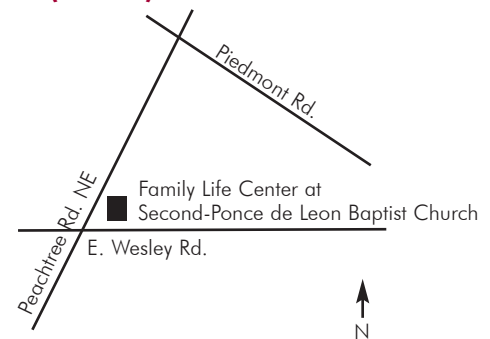 Piedmont Rd.
Peachtree Rd. NE
Family Life Center at
Second-Ponce de Leon Baptist Church
E. Wesley Rd.
N